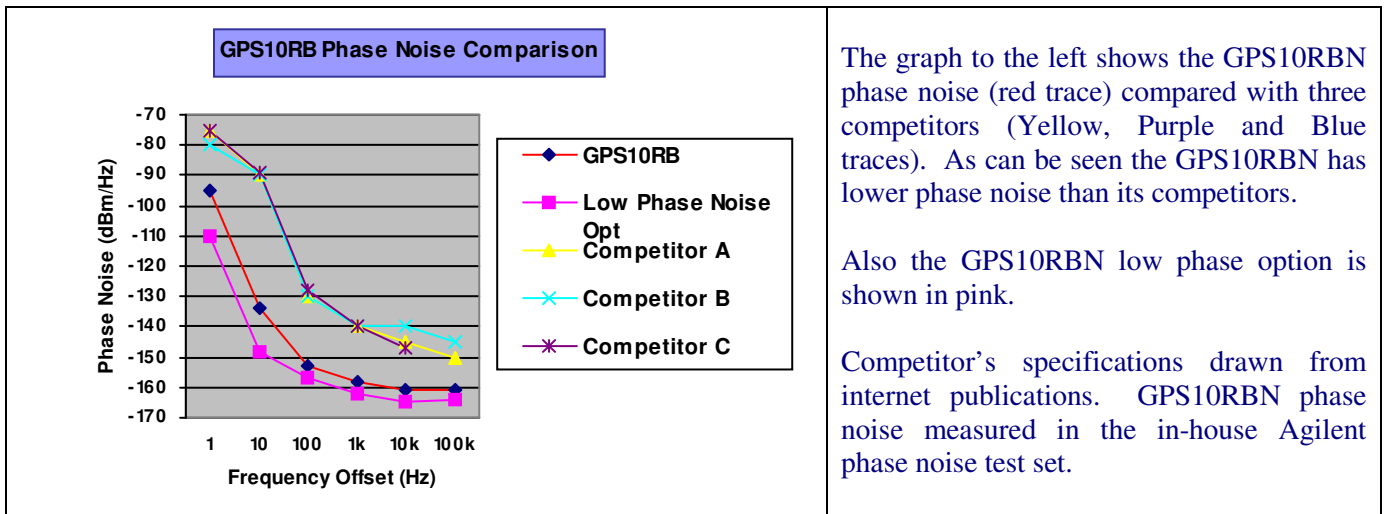 GPS10RB Phase Noise Comparison
Phase Noise (dBm/Hz)
-70
-80
-90
-100
-110
-120
-130
-140
-150
-160
-170
1 10 100 1k 10k 100k
Frequency Offset (Hz)
GPS10RB
Low Phase Noise
Opt
Competitor A
Competitor B
Competitor C
The graph to the left shows the GPS10RBN
phase noise (red trace) compared with three
competitors (Yellow, Purple and Blue
traces). As can be seen the GPS10RBN has
lower phase noise than its competitors.
Also the GPS10RBN low phase option is
shown in pink.
Competitor's specifications drawn from
internet publications. GPS10RBN phase
noise measured in the in-house Agilent
phase noise test set.